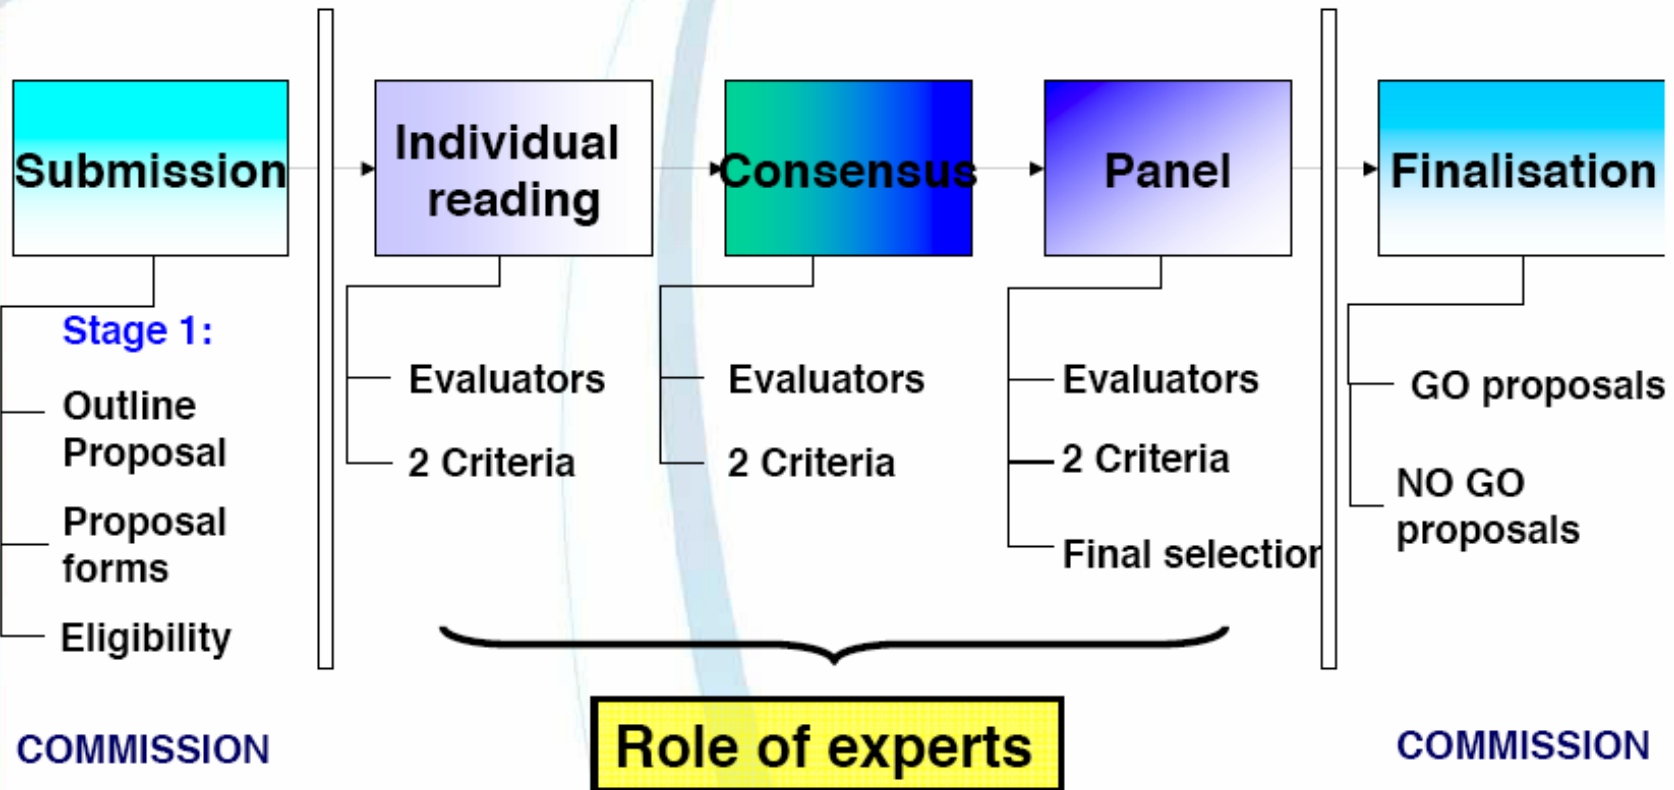 Submission
Individual
reading
Consensus
Panel
Finalisation
Stage 1:
Outline
Proposal
Proposal
forms
Eligibility
Evaluators
2 Criteria
Evaluators
2 Criteria
Evaluators
2 Criteria
Final selection
GO proposals
NO GO
proposals
COMMISSION
Role of experts
COMMISSION